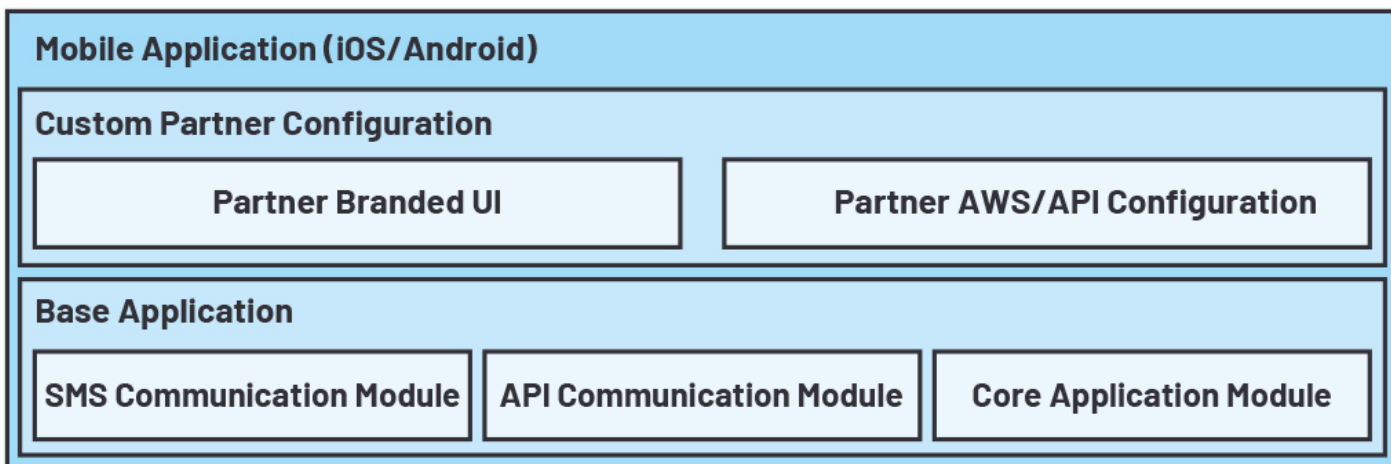 Mobile Application (iOS/Android)
Custom Partner Configuration
Partner Branded UI
Partner AWS/API Configuration
Base Application
SMS Communication Module
API Communication Module
Core Application Module